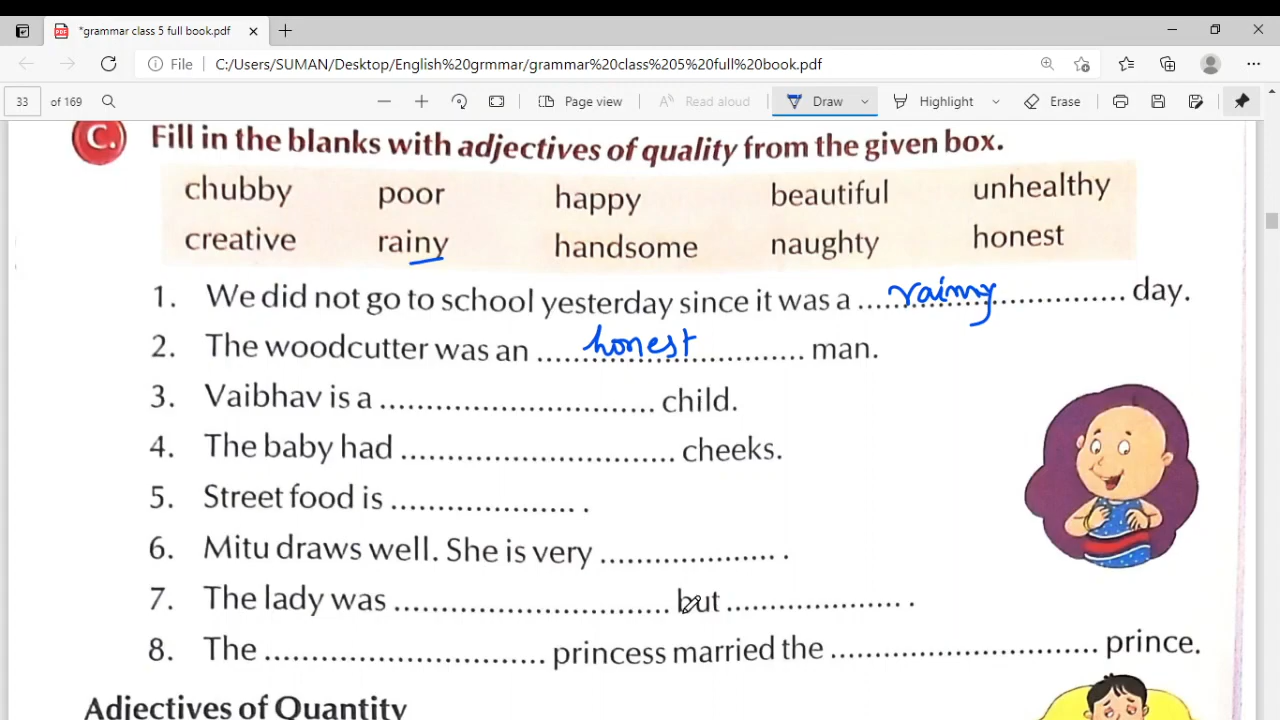 *grammar class 5 full book.pdf
File C:/Users/SUMAN/Desktop/English%20grmmar/grammar%20class%205%20full%20book.pdf
33 of 169 Page view Read aloud Draw Highlight Erase
C. Fill in the blanks with adjectives of quality from the given box.
chubby poor happy beautiful unhealthy
creative rainy handsome naughty honest
1. We did not go to school yesterday since it was a ... rainy ... day.
2. The woodcutter was an ... honest ... man.
3. Vaibhav is a .............................. child.
4. The baby had .............................. cheeks.
5. Street food is .................... .
6. Mitu draws well. She is very .................... .
7. The lady was .............................. but .................... .
8. The .............................. princess married the .............................. prince.
Adjectives of Quantity